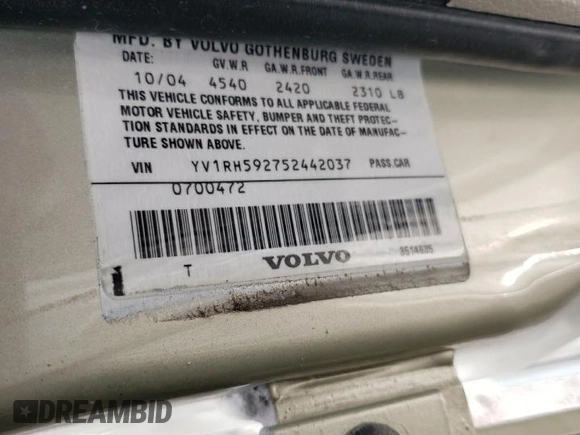 MFD. BY VOLVO GOTHENBURG SWEDEN
DATE: G.V.W.R GA.W.R.FRONT GA.W.R.REAR
10/04 4540 2420 2310 LB
THIS VEHICLE CONFORMS TO ALL APPLICABLE FEDERAL
MOTOR VEHICLE SAFETY, BUMPER AND THEFT PROTEC-
TION STANDARDS IN EFFECT ON THE DATE OF MANUFAC-
TURE SHOWN ABOVE.
VIN YV1RH592752442037 PASS.CAR
0700472
T VOLVO 3514635
DREAMBID